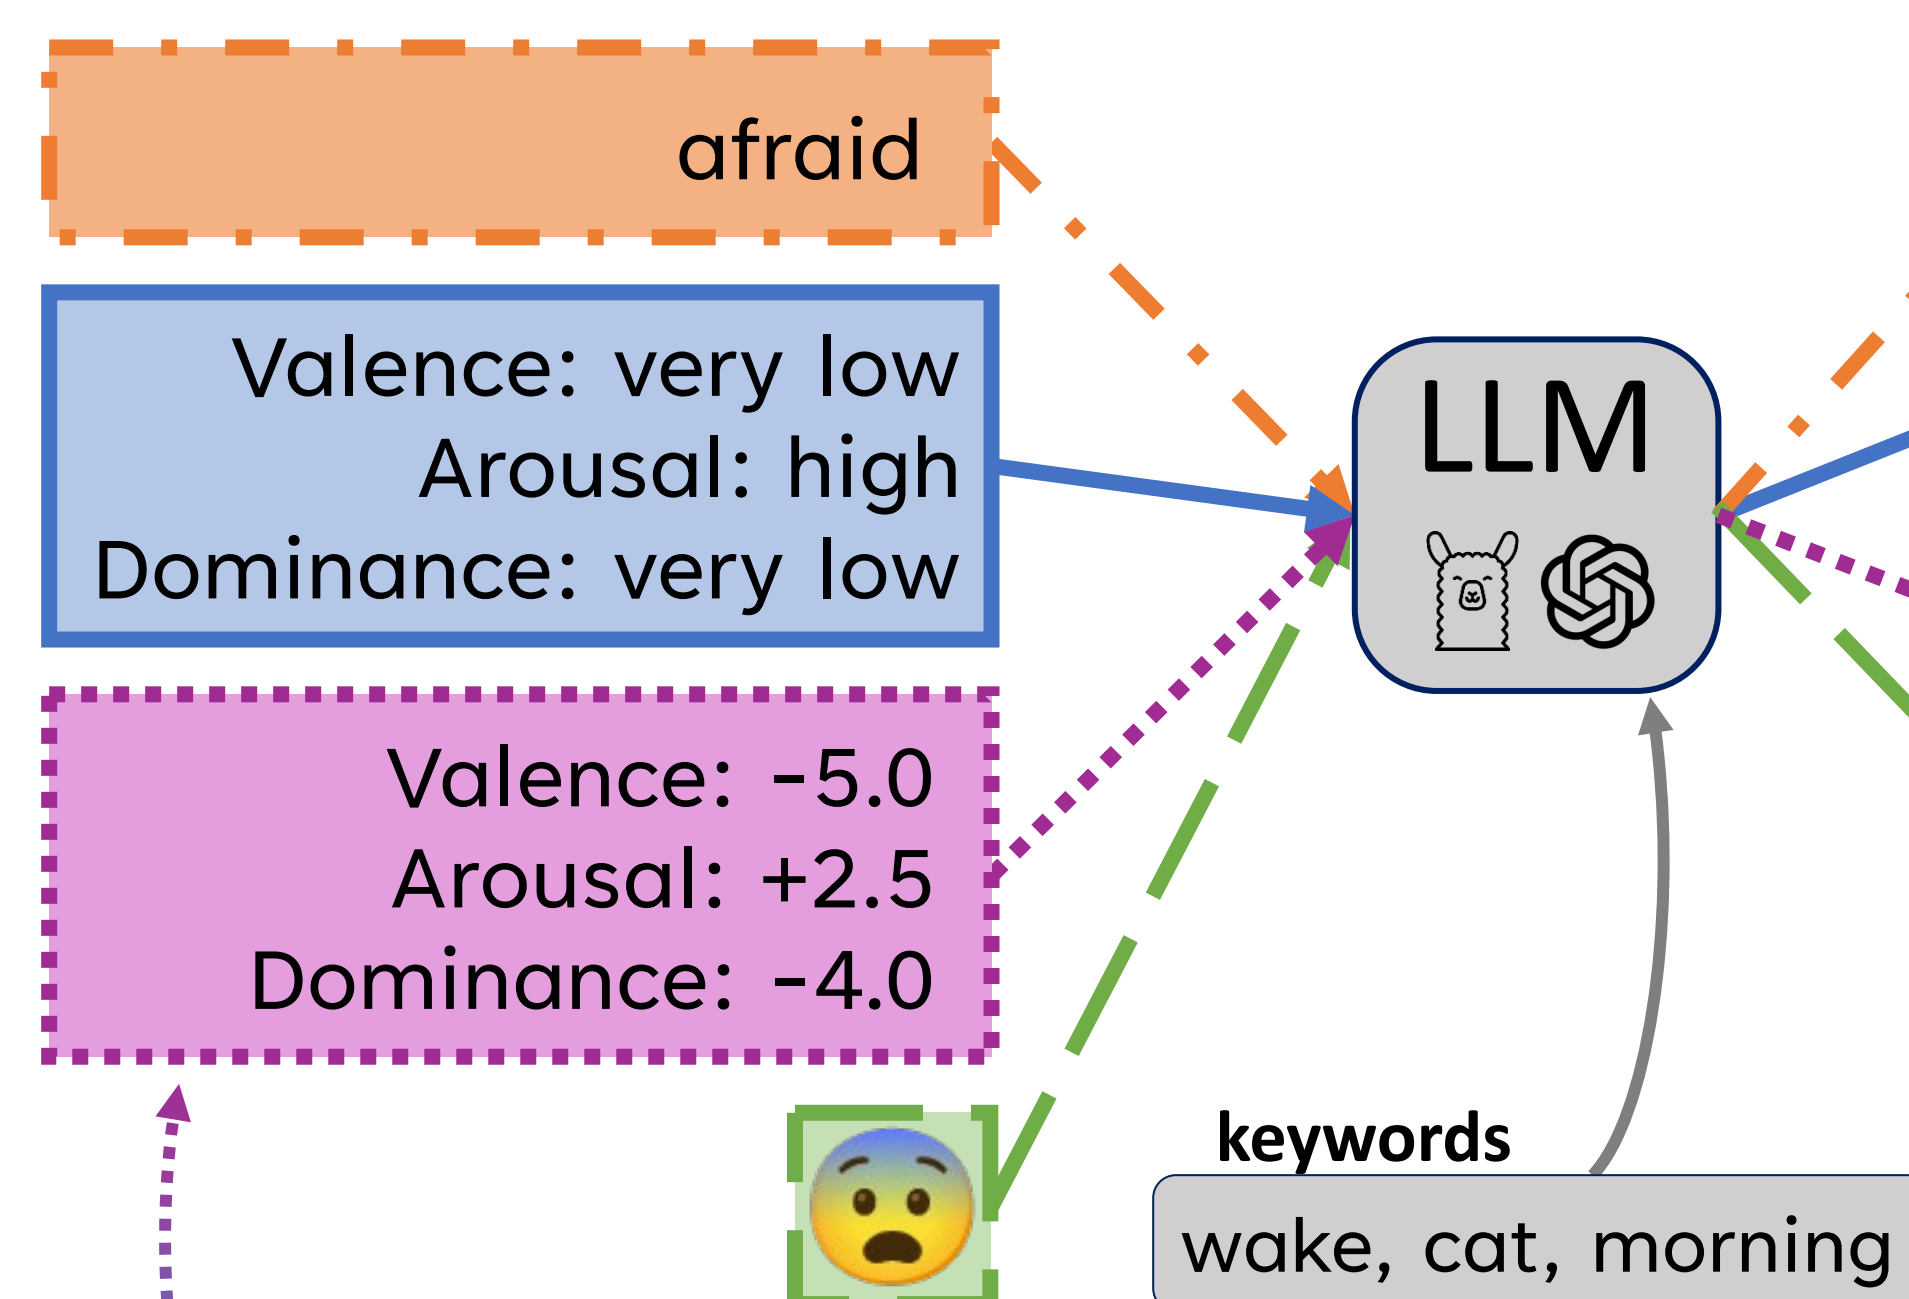 afraid
Valence: very low
Arousal: high
Dominance: very low
Valence: -5.0
Arousal: +2.5
Dominance: -4.0
LLM
keywords
wake, cat, morning